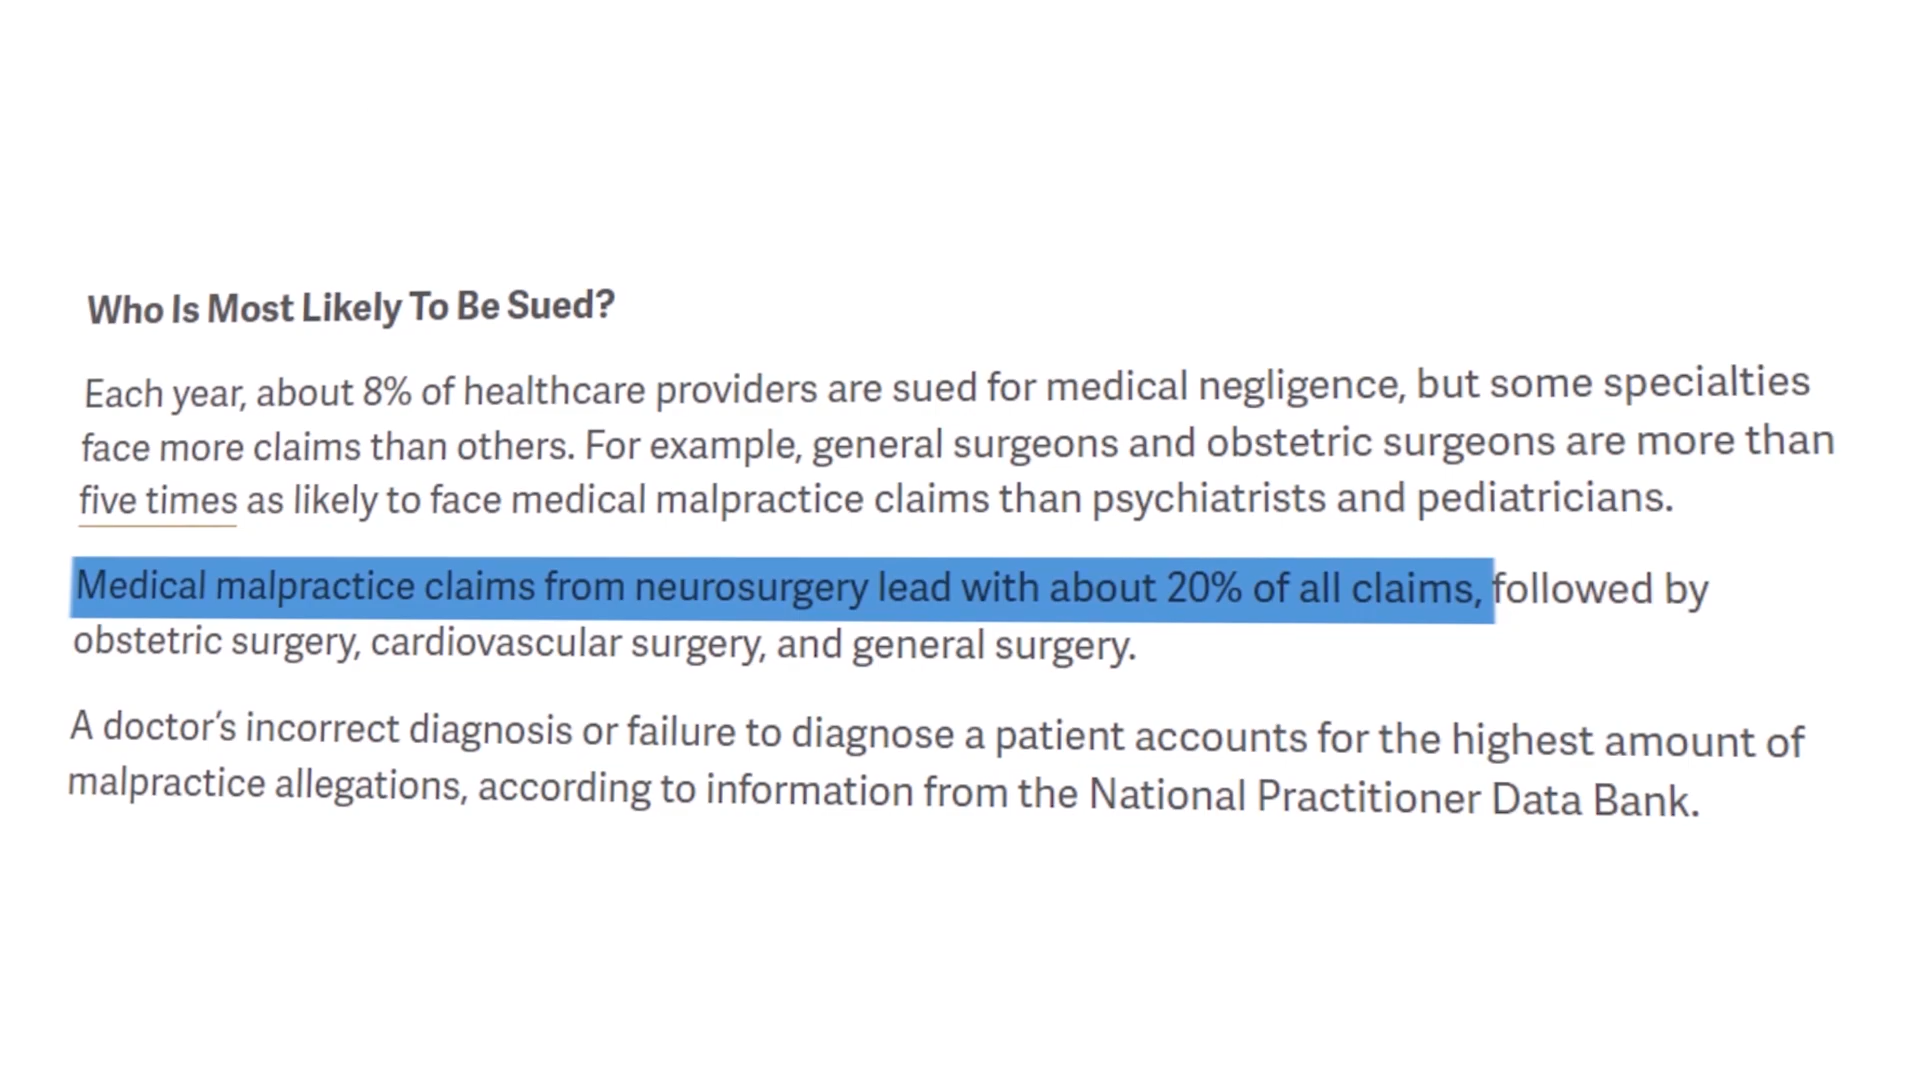 Who Is Most Likely To Be Sued?
Each year, about 8% of healthcare providers are sued for medical negligence, but some specialties
face more claims than others. For example, general surgeons and obstetric surgeons are more than
five times as likely to face medical malpractice claims than psychiatrists and pediatricians.
Medical malpractice claims from neurosurgery lead with about 20% of all claims, followed by
obstetric surgery, cardiovascular surgery, and general surgery.
A doctor’s incorrect diagnosis or failure to diagnose a patient accounts for the highest amount of
malpractice allegations, according to information from the National Practitioner Data Bank.